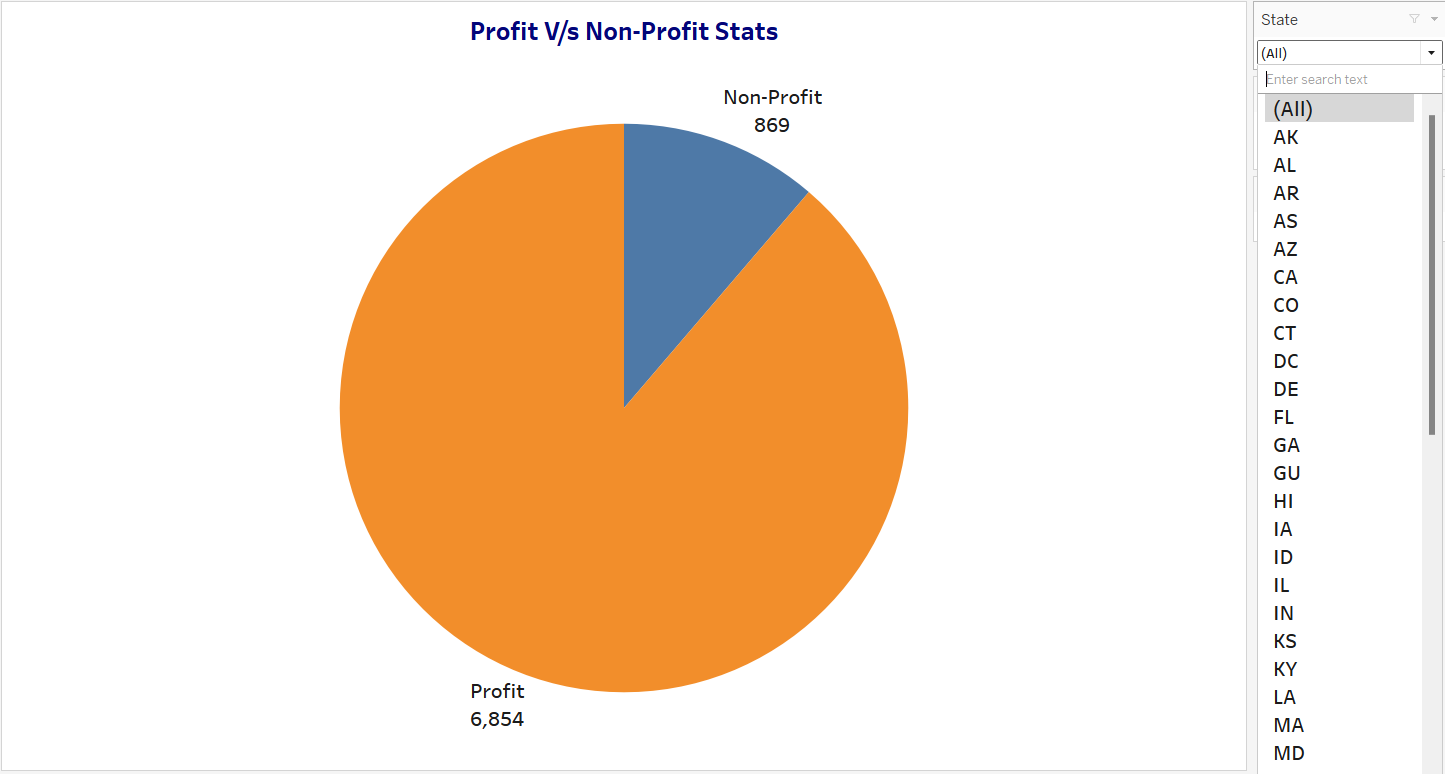 Profit V/s Non-Profit Stats
Non-Profit
869
Profit
6,854
State
(All)
Enter search text
(All)
AK
AL
AR
AS
AZ
CA
CO
CT
DC
DE
FL
GA
GU
HI
IA
ID
IL
IN
KS
KY
LA
MA
MD